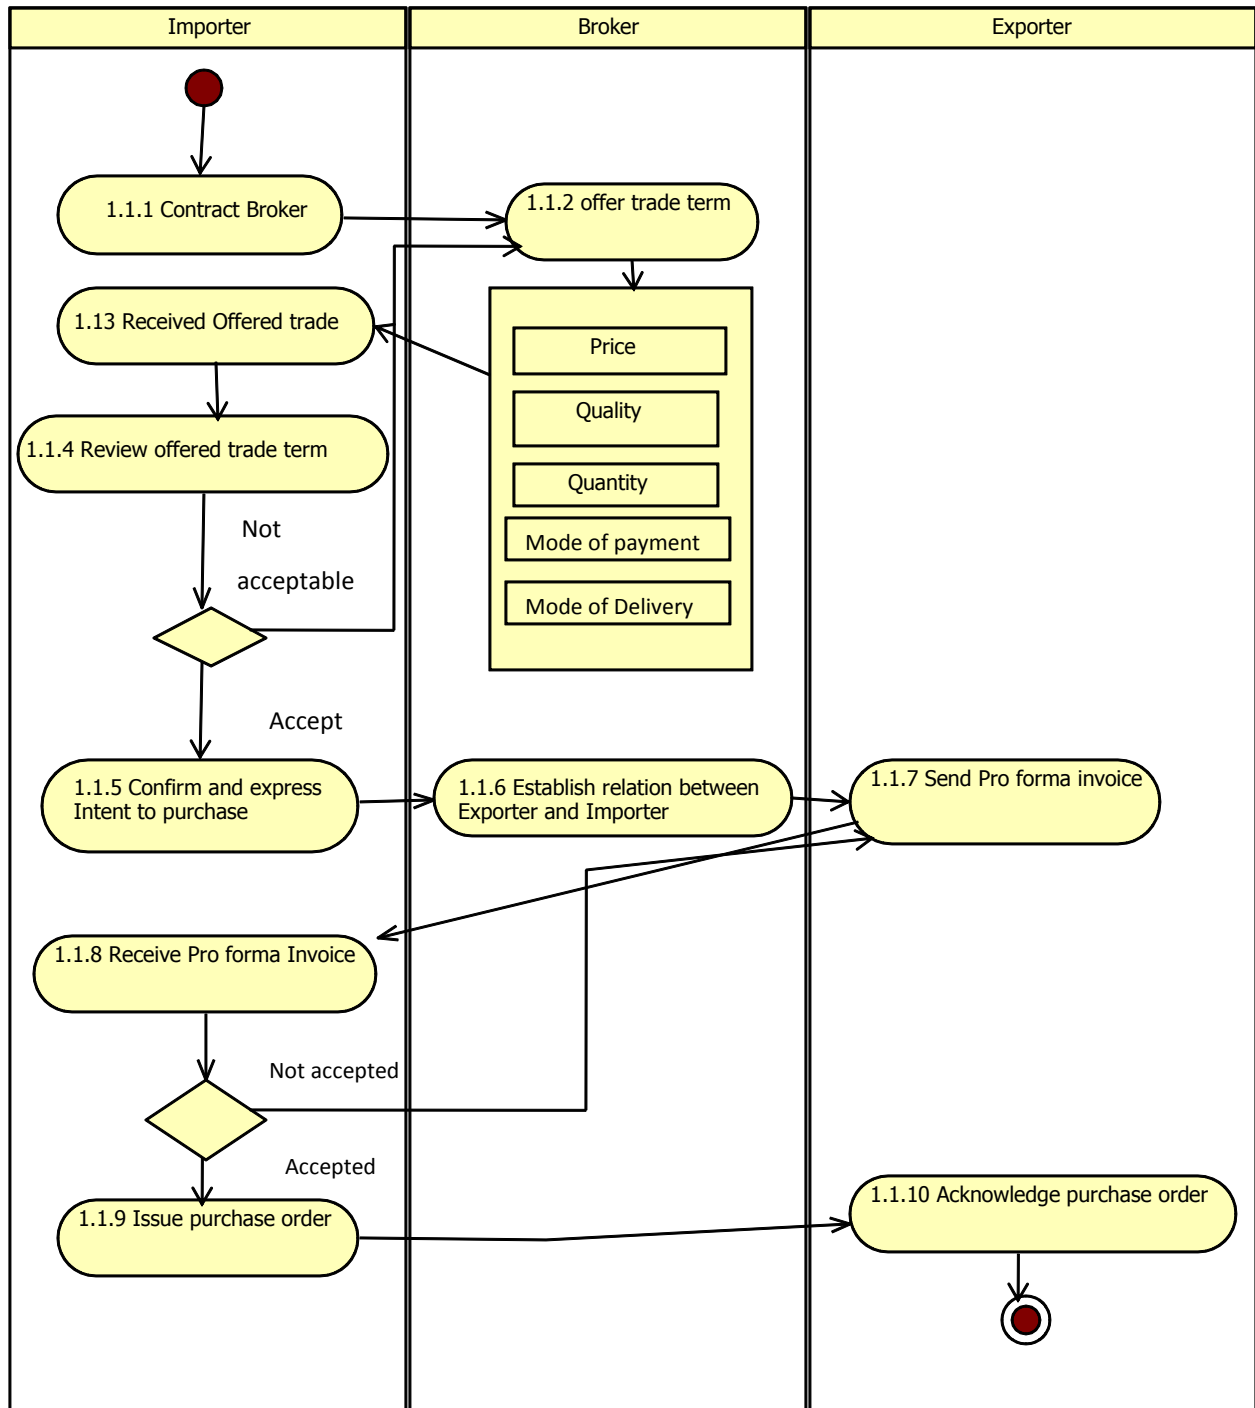 Importer
Broker
Exporter
1.1.1 Contract Broker
1.1.2 offer trade term
1.13 Received Offered trade
Price
Quality
1.1.4 Review offered trade term
Quantity
Not
acceptable
Mode of payment
Mode of Delivery
Accept
1.1.5 Confirm and express
Intent to purchase
1.1.6 Establish relation between
Exporter and Importer
1.1.7 Send Pro forma invoice
1.1.8 Receive Pro forma Invoice
Not accepted
Accepted
1.1.9 Issue purchase order
1.1.10 Acknowledge purchase order